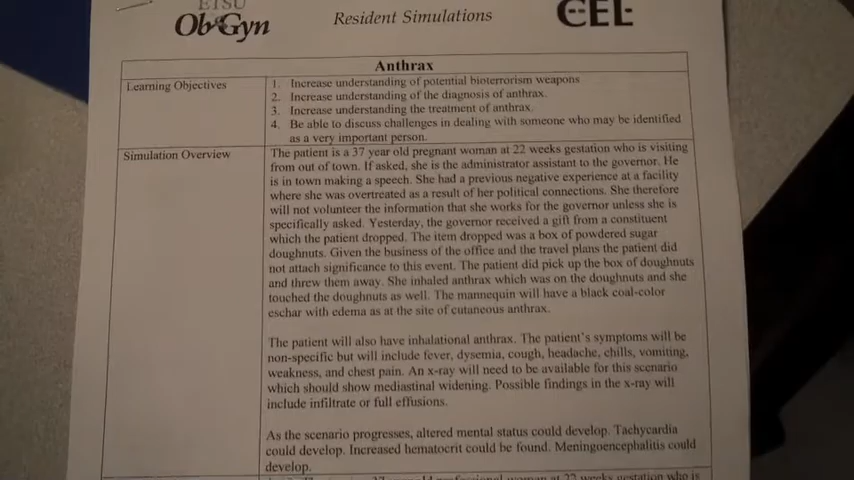 ETSU
Ob Gyn
Resident Simulations
CEL
Anthrax
Learning Objectives
1. Increase understanding of potential bioterrorism weapons
2. Increase understanding of the diagnosis of anthrax.
3. Increase understanding the treatment of anthrax.
4. Be able to discuss challenges in dealing with someone who may be identified
as a very important person.
Simulation Overview
The patient is a 37 year old pregnant woman at 22 weeks gestation who is visiting
from out of town. If asked, she is the administrator assistant to the governor. He
is in town making a speech. She had a previous negative experience at a facility
where she was overtreated as a result of her political connections. She therefore
will not volunteer the information that she works for the governor unless she is
specifically asked. Yesterday, the governor received a gift from a constituent
which the patient dropped. The item dropped was a box of powdered sugar
doughnuts. Given the business of the office and the travel plans the patient did
not attach significance to this event. The patient did pick up the box of doughnuts
and threw them away. She inhaled anthrax which was on the doughnuts and she
touched the doughnuts as well. The mannequin will have a black coal-color
eschar with edema as at the site of cutaneous anthrax.
The patient will also have inhalational anthrax. The patient's symptoms will be
non-specific but will include fever, dysemia, cough, headache, chills, vomiting,
weakness, and chest pain. An x-ray will need to be available for this scenario
which should show mediastinal widening. Possible findings in the x-ray will
include infiltrate or full effusions.
As the scenario progresses, altered mental status could develop. Tachycardia
could develop. Increased hematocrit could be found. Meningoencephalitis could
develop.
37 year old professional woman at 22 weeks gestation who is